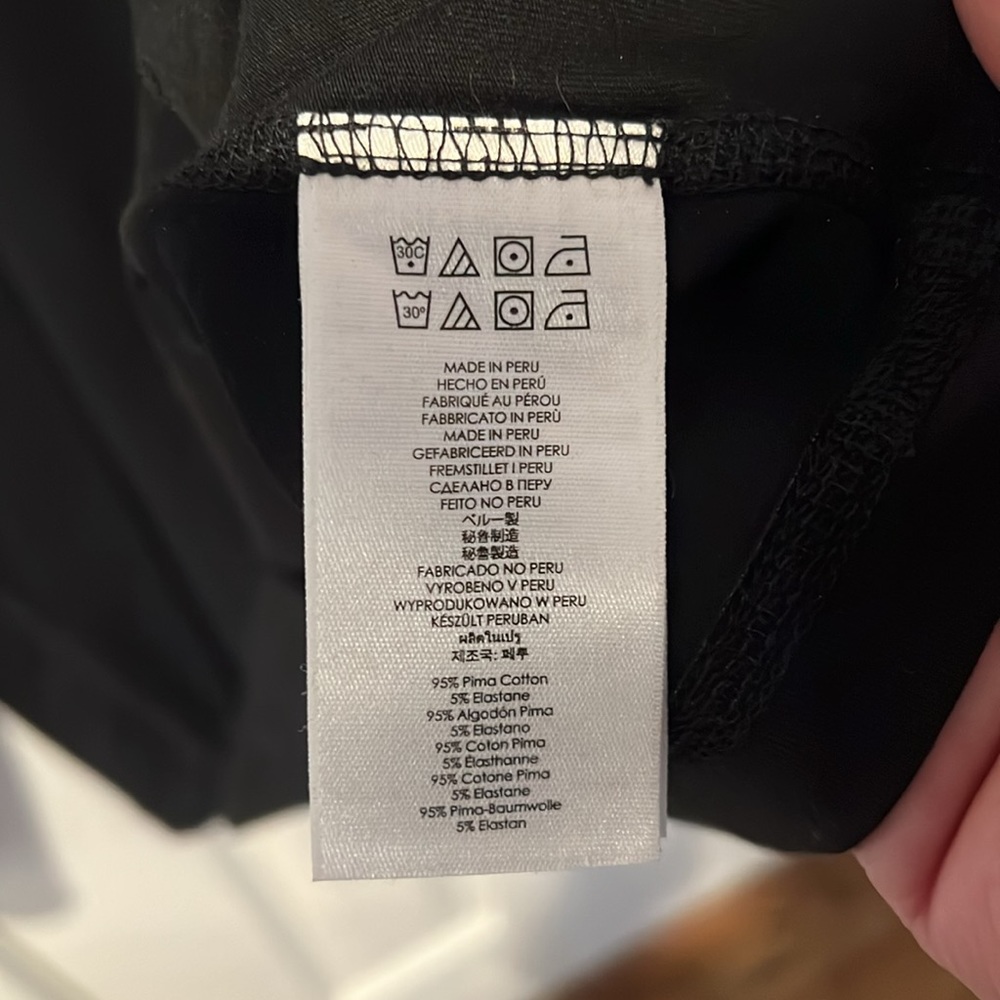 30C
30°
MADE IN PERU
HECHO EN PERÚ
FABRIQUÉ AU PÉROU
FABBRICATO IN PERÙ
MADE IN PERU
GEFABRICEERD IN PERU
FREMSTILLET I PERU
СДЕЛАНО В ПЕРУ
FEITO NO PERU
ペルー製
秘鲁制造
秘魯製造
FABRICADO NO PERU
VYROBENO V PERU
WYPRODUKOWANO W PERU
KÉSZÜLT PERUBAN
ผลิตในเปรู
제조국: 페루
95% Pima Cotton
5% Elastane
95% Algodón Pima
5% Elastano
95% Coton Pima
5% Élasthanne
95% Cotone Pima
5% Elastane
95% Pima-Baumwolle
5% Elastan